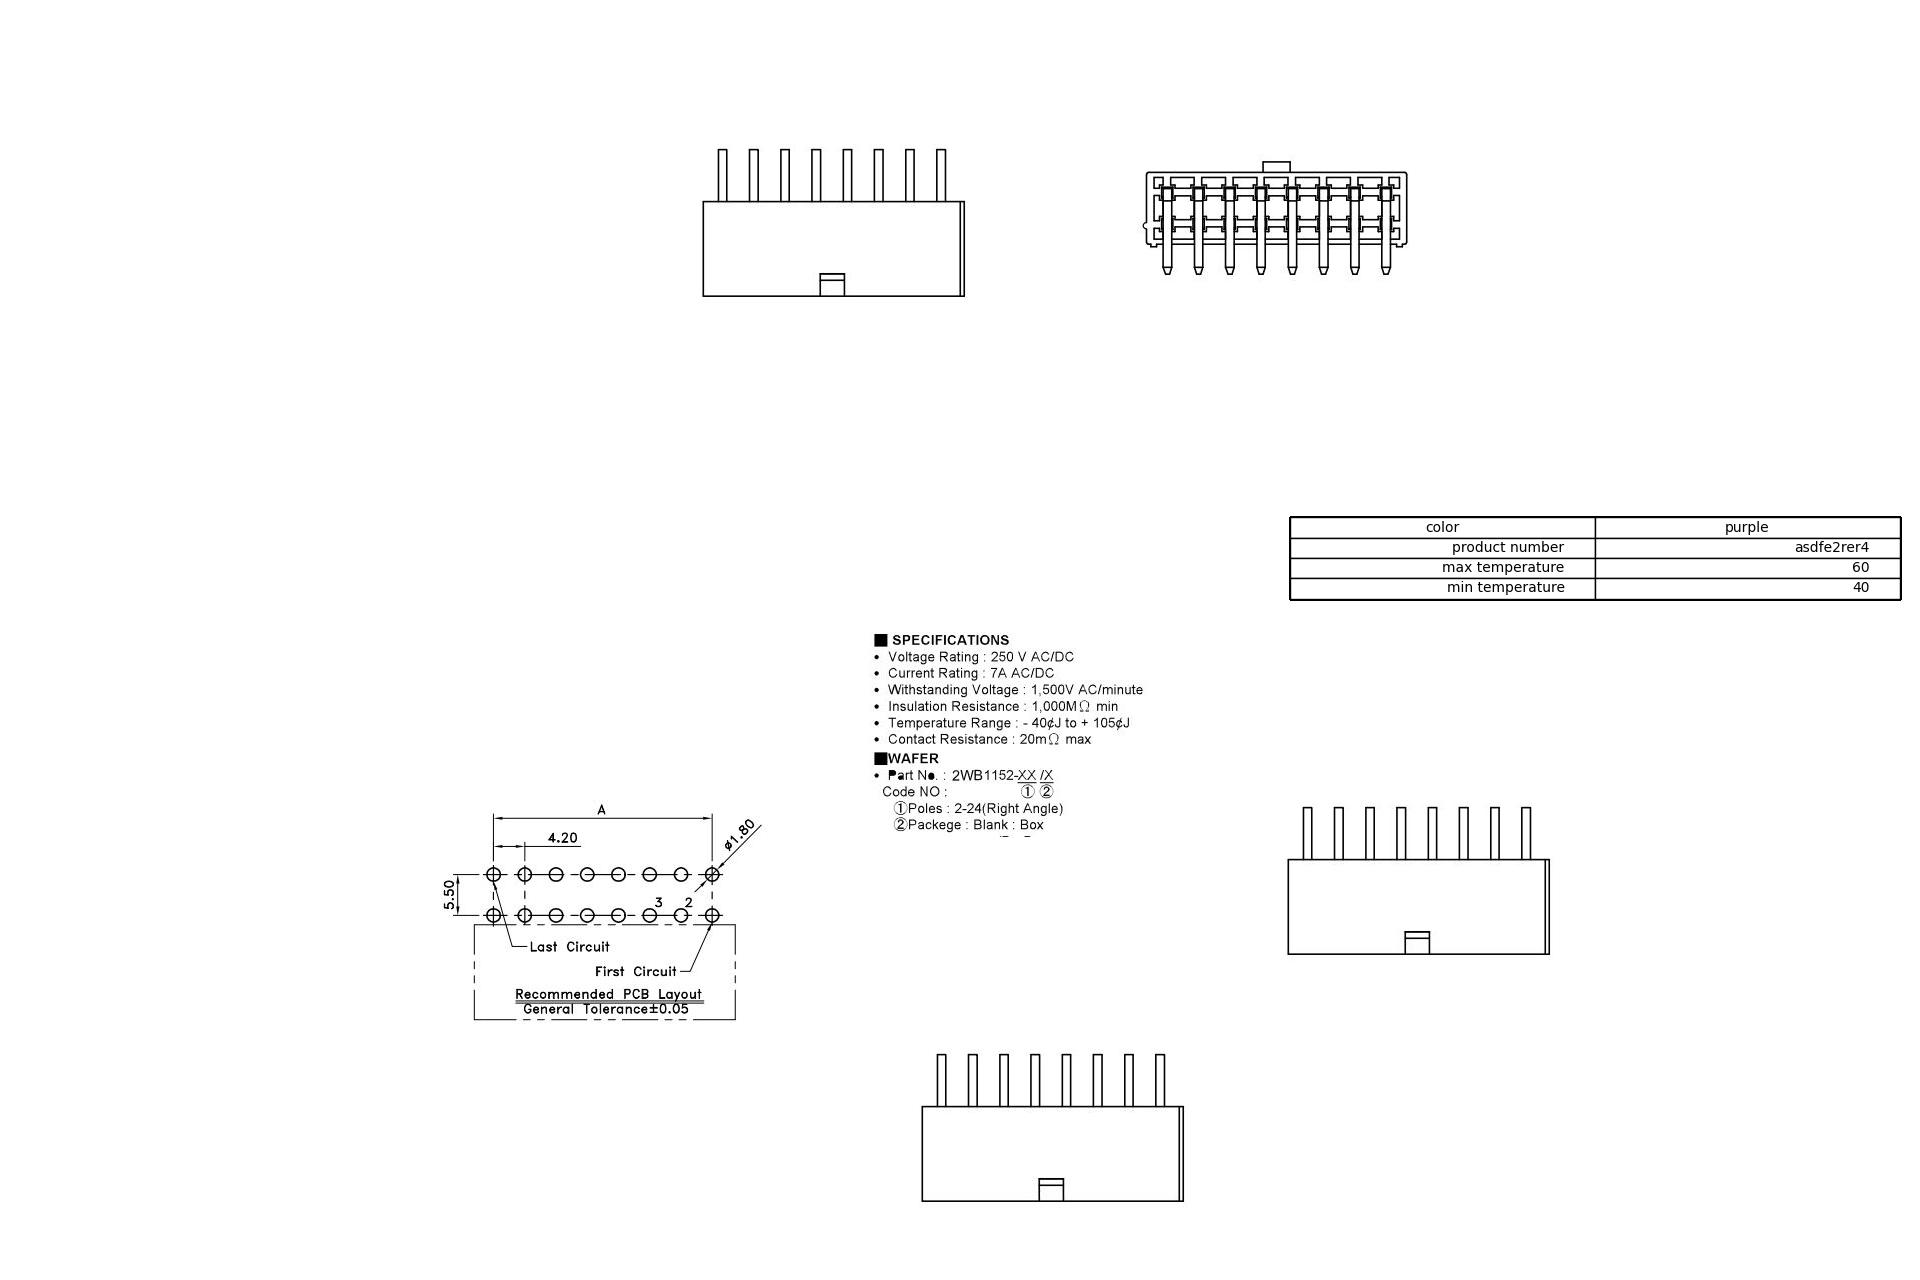 color purple
product number asdfe2rer4
max temperature 60
min temperature 40
■ SPECIFICATIONS
• Voltage Rating : 250 V AC/DC
• Current Rating : 7A AC/DC
• Withstanding Voltage : 1,500V AC/minute
• Insulation Resistance : 1,000MΩ min
• Temperature Range : - 40¢J to + 105¢J
• Contact Resistance : 20mΩ max
■WAFER
• Part No. : 2WB1152-XX /X
Code NO : ① ②
①Poles : 2-24(Right Angle)
②Packege : Blank : Box
A
4.20
ø1.80
5.50
3 2
Last Circuit
First Circuit
Recommended PCB Layout
General Tolerance±0.05